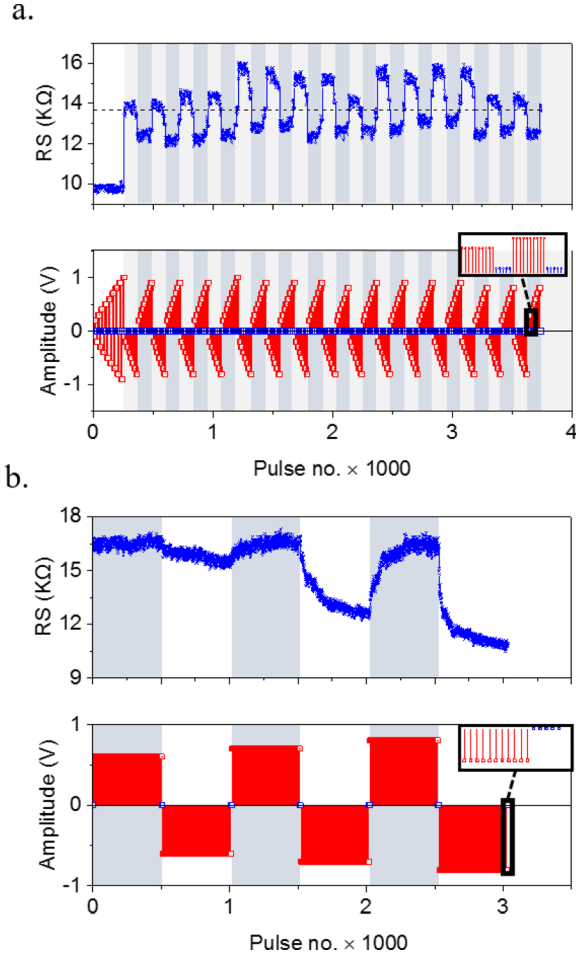 a.
16
14
12
10
RS (KΩ)
1
0
-1
Amplitude (V)
0 1 2 3 4
Pulse no. × 1000
b.
18
15
12
9
RS (KΩ)
1
0
-1
Amplitude (V)
0 1 2 3
Pulse no. × 1000